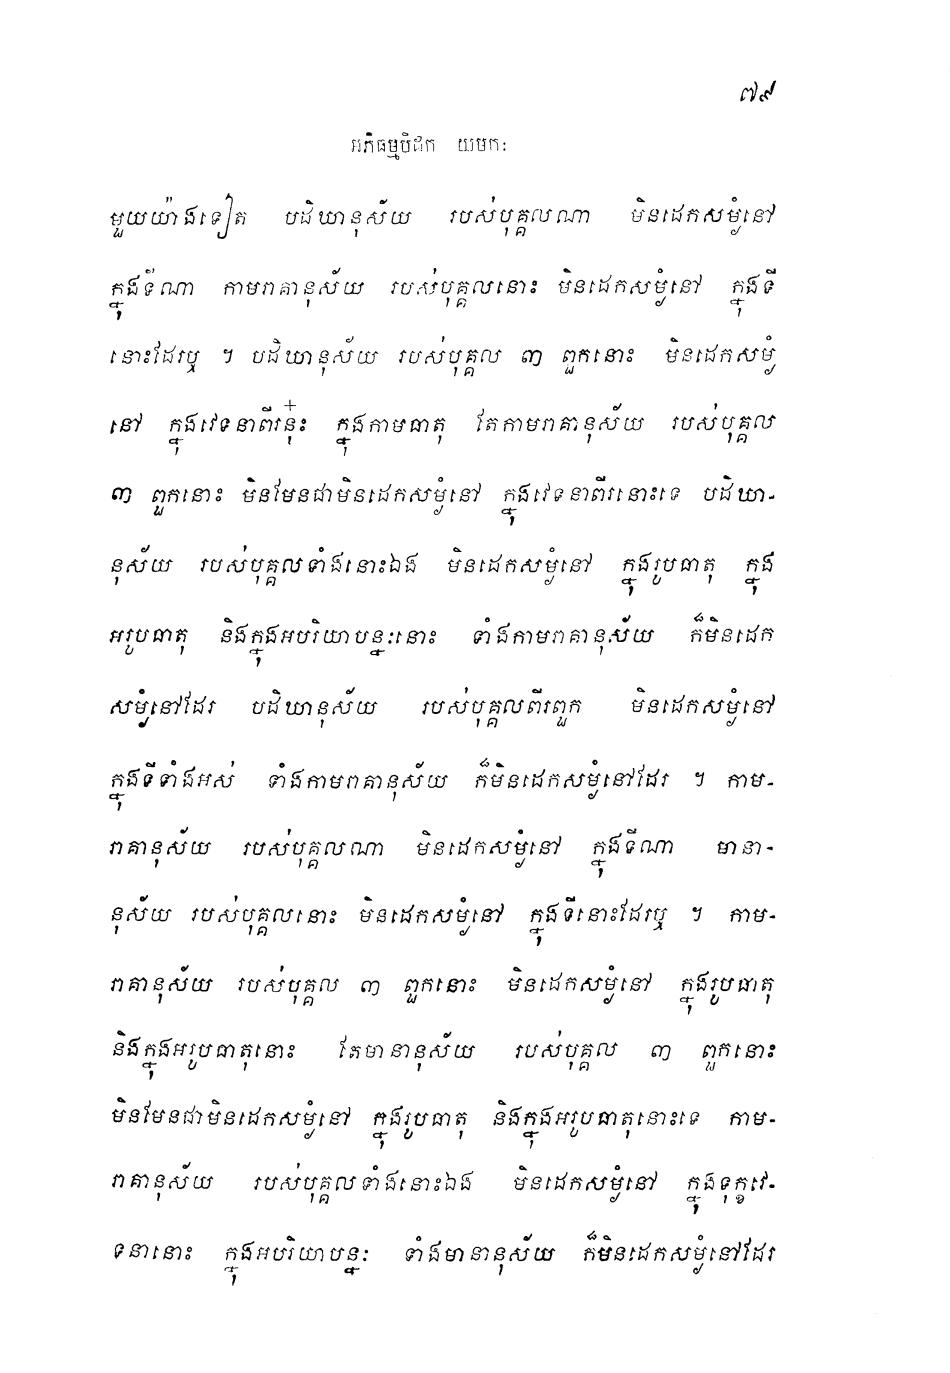 ៧៩
អភិធម្មបិដក យមកៈ
មួយយ៉ាងទៀត បដិឃានុស័យ របស់បុគ្គលណា មិនដេកសម្ងំនៅ
ក្នុងទីណា កាមរាគានុស័យ របស់បុគ្គលនោះ មិនដេកសម្ងំនៅ ក្នុងទី
នោះដែរឬ ។ បដិឃានុស័យ របស់បុគ្គល ៣ ពួកនោះ មិនដេកសម្ងំ
នៅ ក្នុងវេទនាពីរនុ៎ះ ក្នុងកាមធាតុ តែកាមរាគានុស័យ របស់បុគ្គល
៣ ពួកនោះ មិនមែនជាមិនដេកសម្ងំនៅ ក្នុងវេទនាពីរនោះទេ បដិឃា-
នុស័យ របស់បុគ្គលទាំងនោះឯង មិនដេកសម្ងំនៅ ក្នុងរូបធាតុ ក្នុង
អរូបធាតុ និងក្នុងអបរិយាបន្នៈនោះ ទាំងកាមរាគានុស័យ ក៏មិនដេក
សម្ងំនៅដែរ បដិឃានុស័យ របស់បុគ្គលពីរពួក មិនដេកសម្ងំនៅ
ក្នុងទីទាំងអស់ ទាំងកាមរាគានុស័យ ក៏មិនដេកសម្ងំនៅដែរ ។ កាម-
រាគានុស័យ របស់បុគ្គលណា មិនដេកសម្ងំនៅ ក្នុងទីណា មានា-
នុស័យ របស់បុគ្គលនោះ មិនដេកសម្ងំនៅ ក្នុងទីនោះដែរឬ ។ កាម-
រាគានុស័យ របស់បុគ្គល ៣ ពួកនោះ មិនដេកសម្ងំនៅ ក្នុងរូបធាតុ
និងក្នុងអរូបធាតុនោះ តែមានានុស័យ របស់បុគ្គល ៣ ពួកនោះ
មិនមែនជាមិនដេកសម្ងំនៅ ក្នុងរូបធាតុ និងក្នុងអរូបធាតុនោះទេ កាម-
រាគានុស័យ របស់បុគ្គលទាំងនោះឯង មិនដេកសម្ងំនៅ ក្នុងទុក្ខវេ-
ទនានោះ ក្នុងអបរិយាបន្នៈ ទាំងមានានុស័យ ក៏មិនដេកសម្ងំនៅដែរ